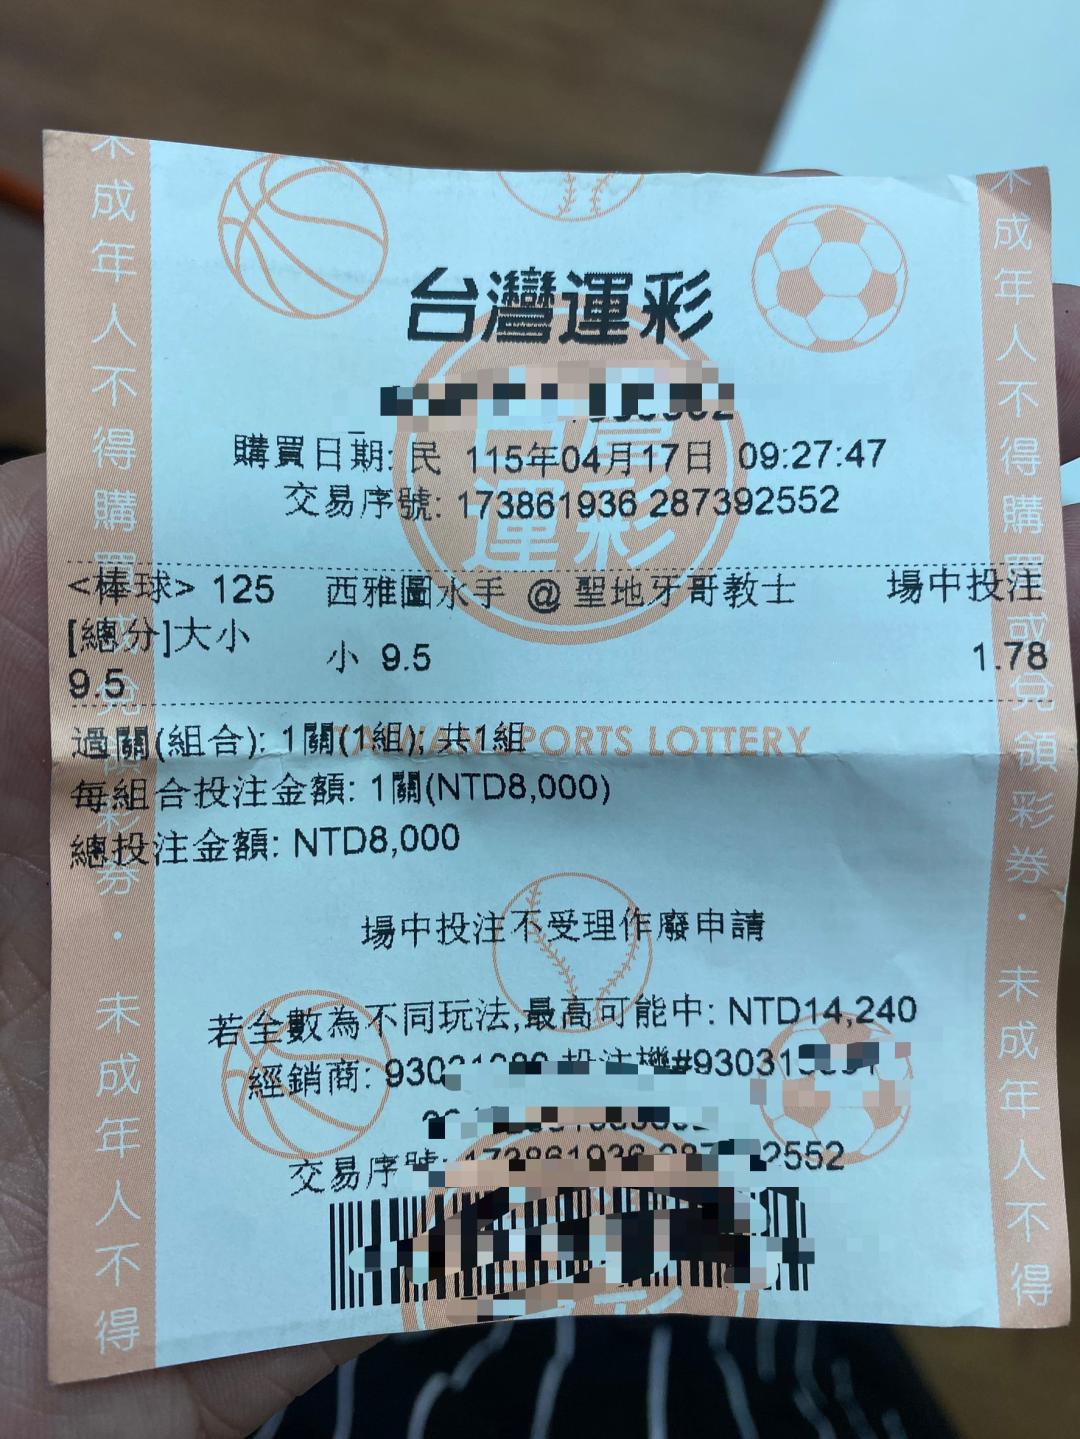 台灣運彩
購買日期: 民 115年04月17日 09:27:47
交易序號: 173861936 287392552
<棒球> 125 西雅圖水手 @ 聖地牙哥教士 場中投注
[總分]大小
9.5 小 9.5 1.78
過關(組合): 1關(1組); 共1組
TAIWAN SPORTS LOTTERY
每組合投注金額: 1關(NTD8,000)
總投注金額: NTD8,000
場中投注不受理作廢申請
若全數為不同玩法,最高可能中: NTD14,240
經銷商: 投注機
交易序號:
未成年人不得購買或兌領彩券・未成年人不得
未成年人不得購買或兌領彩券・未成年人不得